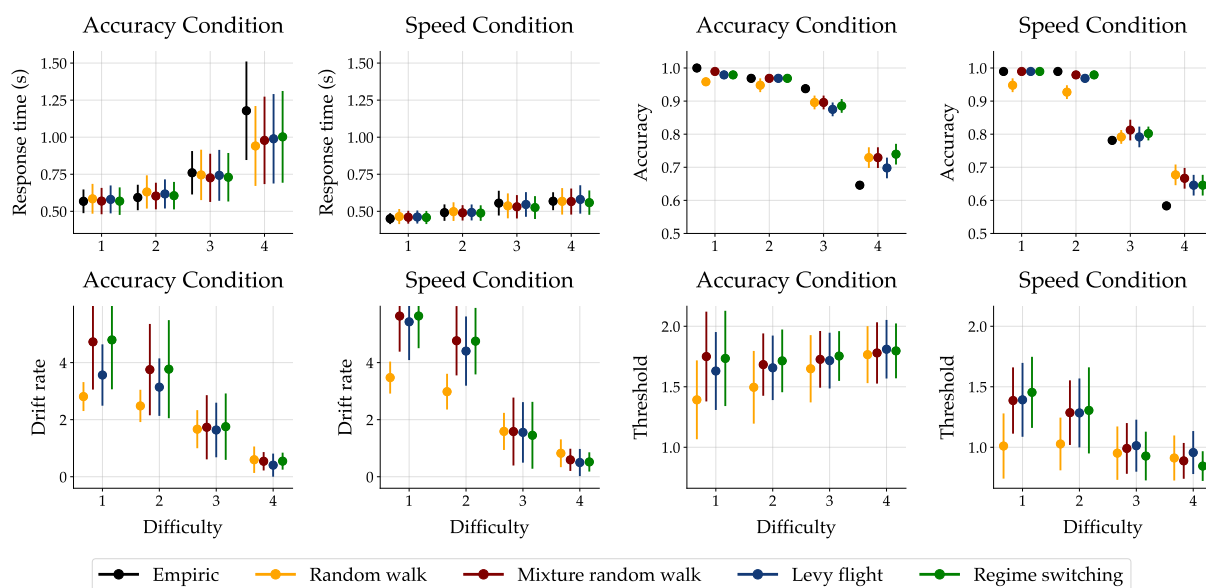 Accuracy Condition
Response time (s)
1.50
1.25
1.00
0.75
0.50
1 2 3 4
Speed Condition
Response time (s)
1.50
1.25
1.00
0.75
0.50
1 2 3 4
Accuracy Condition
Accuracy
1.0
0.9
0.8
0.7
0.6
0.5
1 2 3 4
Speed Condition
Accuracy
1.0
0.9
0.8
0.7
0.6
0.5
1 2 3 4
Accuracy Condition
Drift rate
4
2
0
1 2 3 4
Difficulty
Speed Condition
Drift rate
4
2
0
1 2 3 4
Difficulty
Accuracy Condition
Threshold
2.0
1.5
1.0
1 2 3 4
Difficulty
Speed Condition
Threshold
2.0
1.5
1.0
1 2 3 4
Difficulty
Empiric Random walk Mixture random walk Levy flight Regime switching